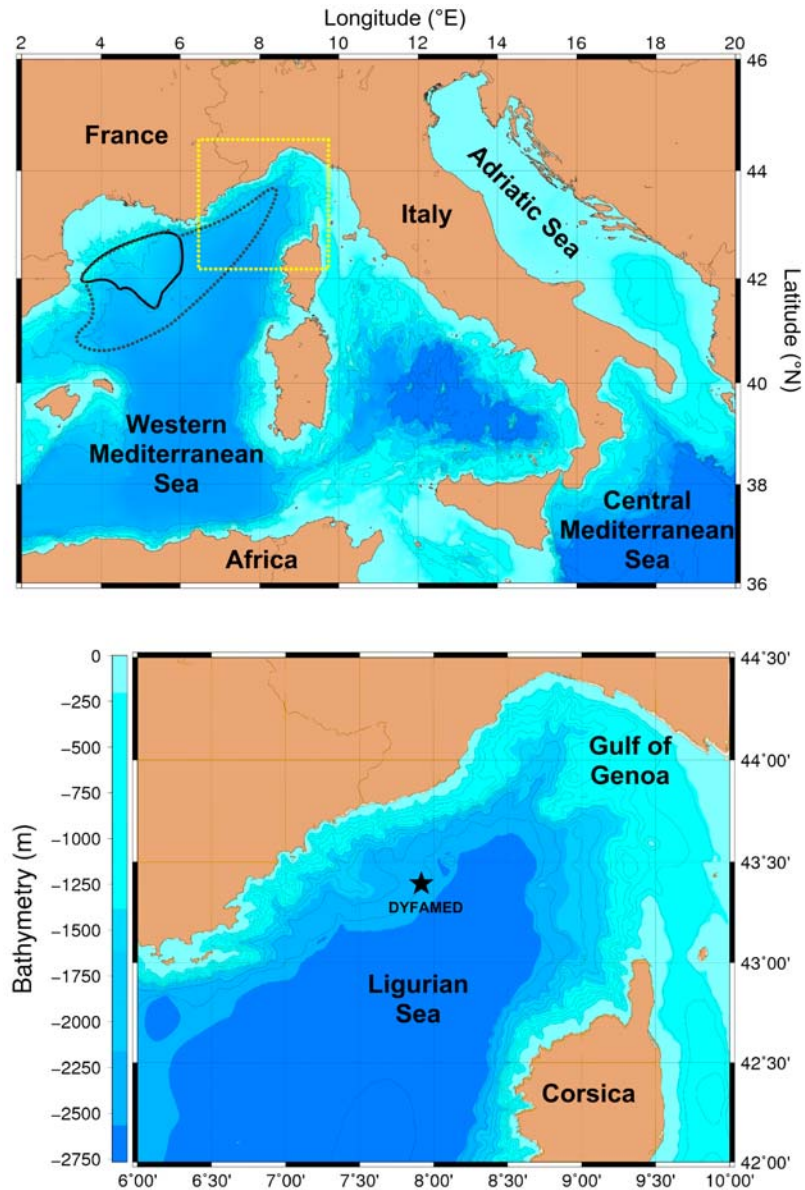 Longitude (°E)
2 4 6 8 10 12 14 16 18 20
46
France
44
Adriatic Sea
Italy
42
Latitude (°N)
40
Western
Mediterranean
Sea
38
Central
Mediterranean
Sea
Africa
36
0
-250
-500
-750
-1000
-1250
-1500
-1750
-2000
-2250
-2500
-2750
Bathymetry (m)
44˚30'
Gulf of
Genoa
44˚00'
43˚30'
DYFAMED
43˚00'
Ligurian
Sea
42˚30'
Corsica
42˚00'
6˚00' 6˚30' 7˚00' 7˚30' 8˚00' 8˚30' 9˚00' 9˚30' 10˚00'